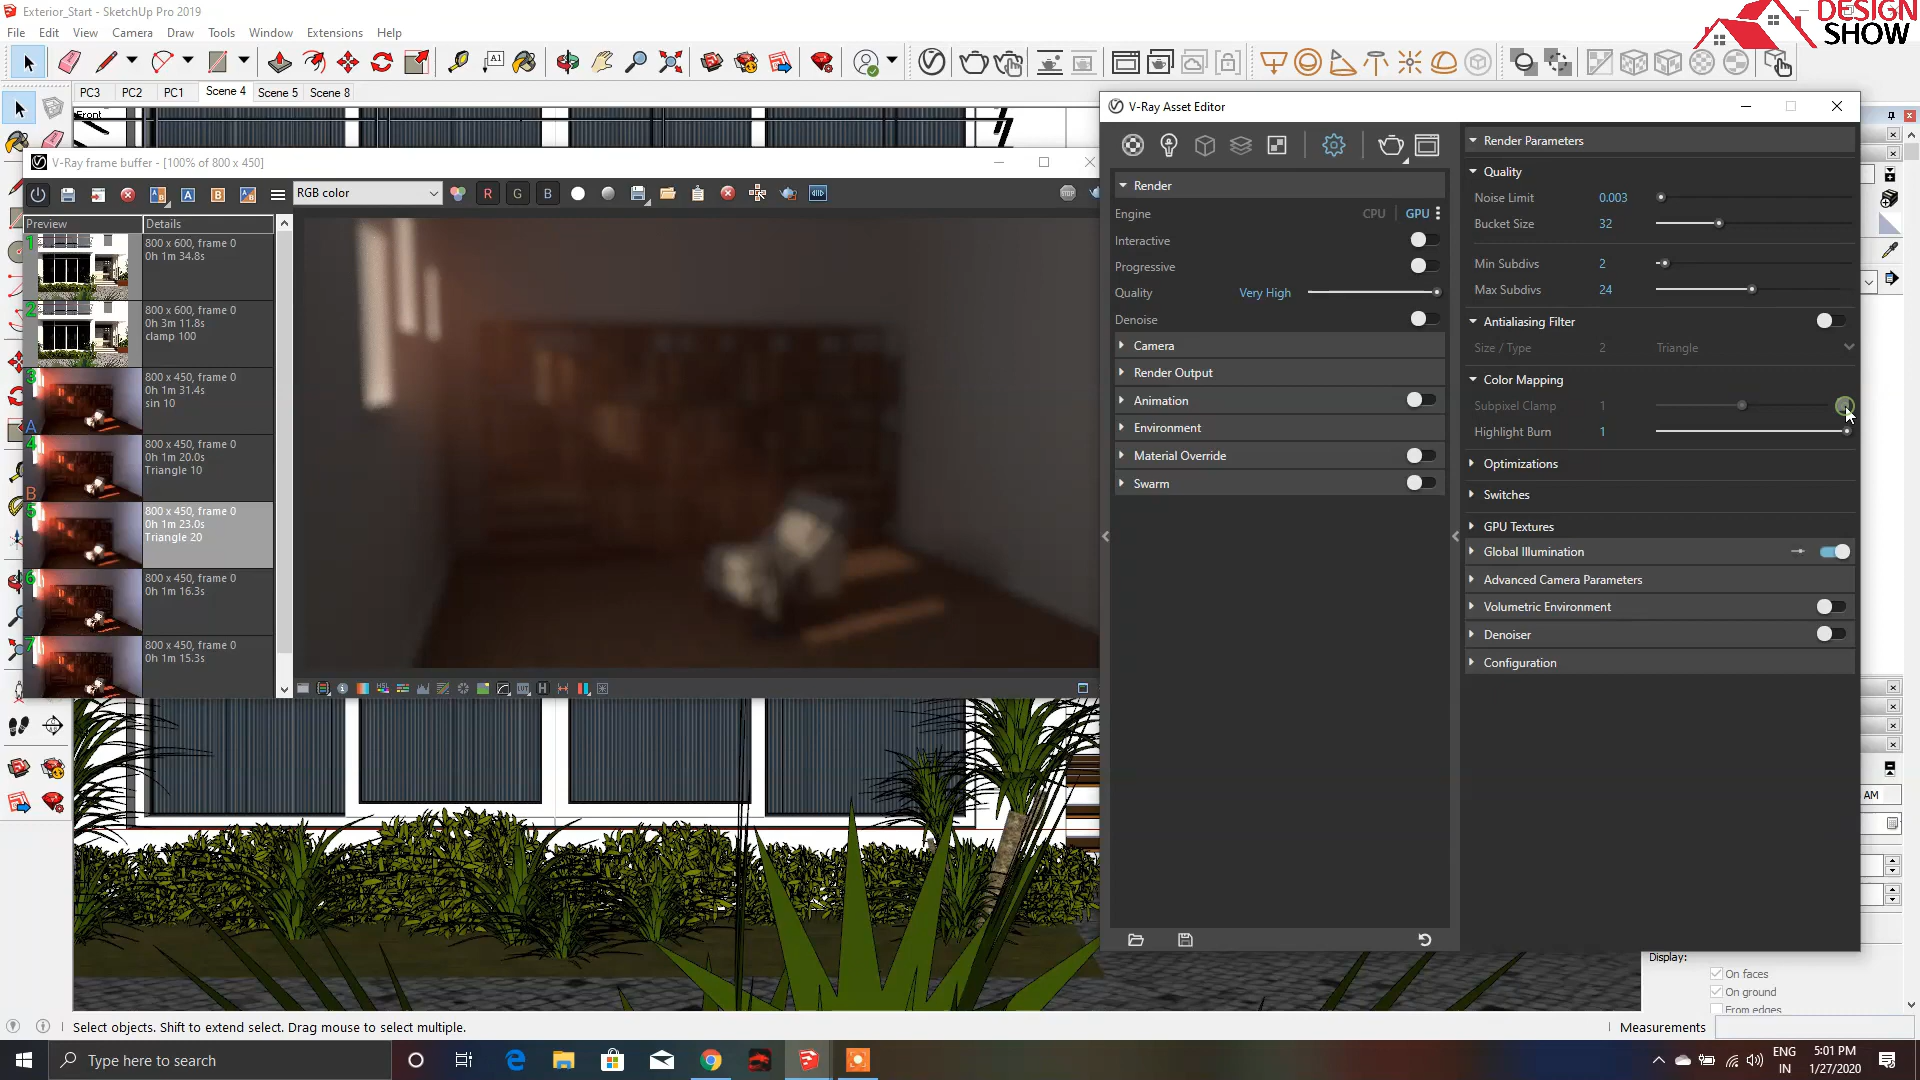 Exterior_Start - SketchUp Pro 2019
File Edit View Camera Draw Tools Window Extensions Help
DESIGN
SHOW
PC3 PC2 PC1 Scene 4 Scene 5 Scene 8
Front
V-Ray frame buffer - [100% of 800 x 450]
RGB color
R G B
STOP
Preview Details
1
800 x 600, frame 0
0h 1m 34.8s
2
800 x 600, frame 0
0h 3m 11.8s
clamp 100
3
800 x 450, frame 0
0h 1m 31.4s
sin 10
A
4
800 x 450, frame 0
0h 1m 20.0s
Triangle 10
B
5
800 x 450, frame 0
0h 1m 23.0s
Triangle 20
6
800 x 450, frame 0
0h 1m 16.3s
7
800 x 450, frame 0
0h 1m 15.3s
V-Ray Asset Editor
Render
Engine CPU GPU
Interactive
Progressive
Quality Very High
Denoise
Camera
Render Output
Animation
Environment
Material Override
Swarm
Render Parameters
Quality
Noise Limit 0.003
Bucket Size 32
Min Subdivs 2
Max Subdivs 24
Antialiasing Filter
Size / Type 2 Triangle
Color Mapping
Subpixel Clamp 1
Highlight Burn 1
Optimizations
Switches
GPU Textures
Global Illumination
Advanced Camera Parameters
Volumetric Environment
Denoiser
Configuration
AM
Display:
On faces
On ground
From edges
Select objects. Shift to extend select. Drag mouse to select multiple.
Measurements
Type here to search
ENG
IN
5:01 PM
1/27/2020